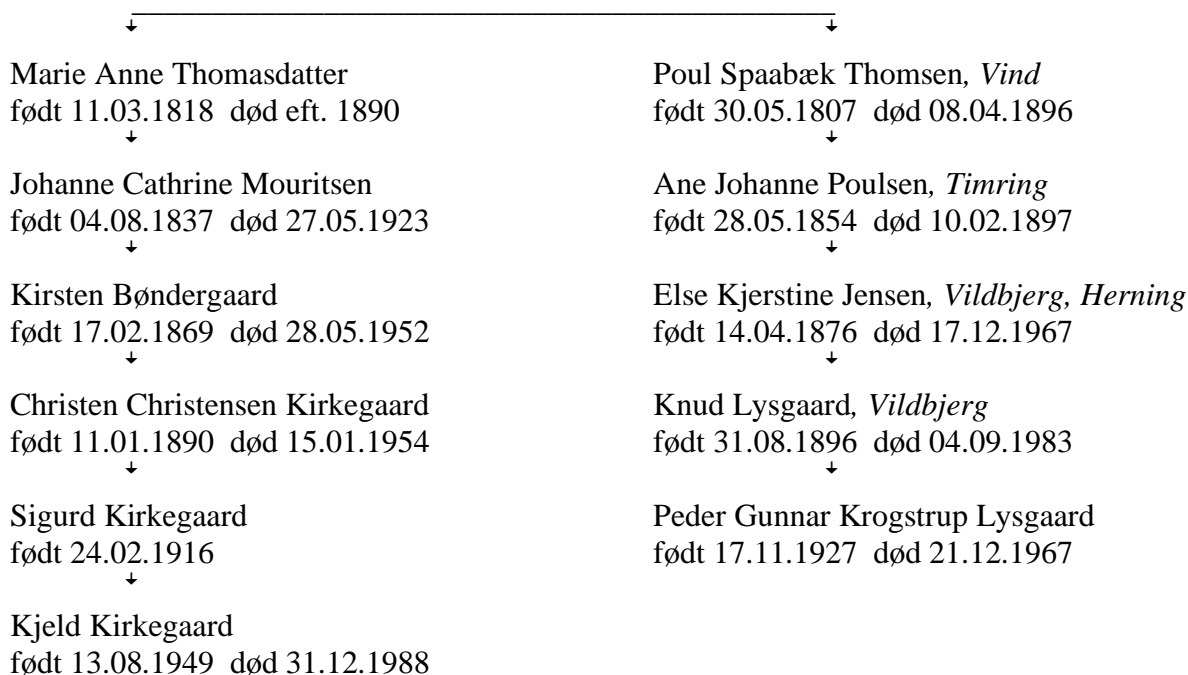 Marie Anne Thomasdatter
født 11.03.1818  død eft. 1890
Johanne Cathrine Mouritsen
født 04.08.1837  død 27.05.1923
Kirsten Bøndergaard
født 17.02.1869  død 28.05.1952
Christen Christensen Kirkegaard
født 11.01.1890  død 15.01.1954
Sigurd Kirkegaard
født 24.02.1916
Kjeld Kirkegaard
født 13.08.1949  død 31.12.1988
Poul Spaabæk Thomsen, Vind
født 30.05.1807  død 08.04.1896
Ane Johanne Poulsen, Timring
født 28.05.1854  død 10.02.1897
Else Kjerstine Jensen, Vildbjerg, Herning
født 14.04.1876  død 17.12.1967
Knud Lysgaard, Vildbjerg
født 31.08.1896  død 04.09.1983
Peder Gunnar Krogstrup Lysgaard
født 17.11.1927  død 21.12.1967